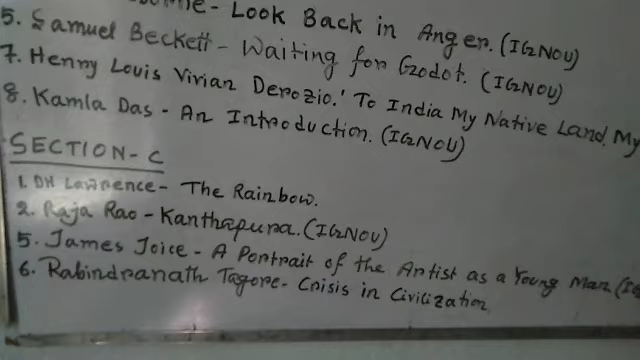 - Look Back in Anger. (IGNOU)
5. Samuel Beckett - Waiting for Godot. (IGNOU)
7. Henry Louis Vivian Derozio.' To India My Native Land, My
8. Kamla Das - An Introduction. (IGNOU)
SECTION - C
1. DH Lawrence - The Rainbow.
2. Raja Rao - Kanthapura. (IGNOU)
5. James Joice - A Portrait of the Artist as a Young Man (IG
6. Rabindranath Tagore - Crisis in Civilization